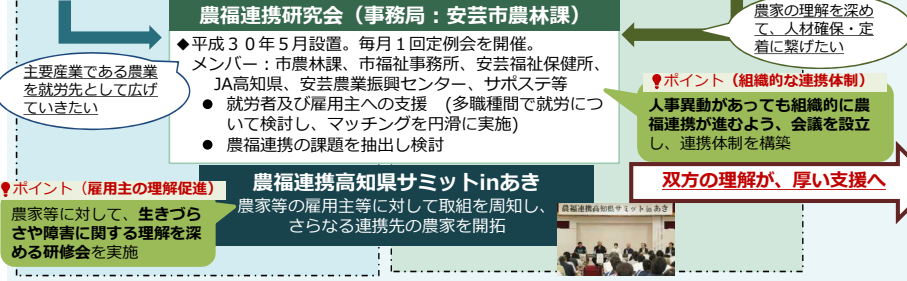 農福連携研究会（事務局：安芸市農林課）
◆平成３０年５月設置。毎月１回定例会を開催。
メンバー：市農林課、市福祉事務所、安芸福祉保健所、
JA高知県、安芸農業振興センター、サポステ等
● 就労者及び雇用主への支援　(多職種間で就労につ
いて検討し、マッチングを円滑に実施)
● 農福連携の課題を抽出し検討
主要産業である農業
を就労先として広げ
ていきたい
農家の理解を深め
て、人材確保・定
着に繋げたい
ポイント（組織的な連携体制）
人事異動があっても組織的に農
福連携が進むよう、会議を設立
し、連携体制を構築
双方の理解が、厚い支援へ
ポイント（雇用主の理解促進）
農家等に対して、生きづら
さや障害に関する理解を深
める研修会を実施
農福連携高知県サミットinあき
農家等の雇用主等に対して取組を周知し、
さらなる連携先の農家を開拓
農福連携高知県サミットinあき